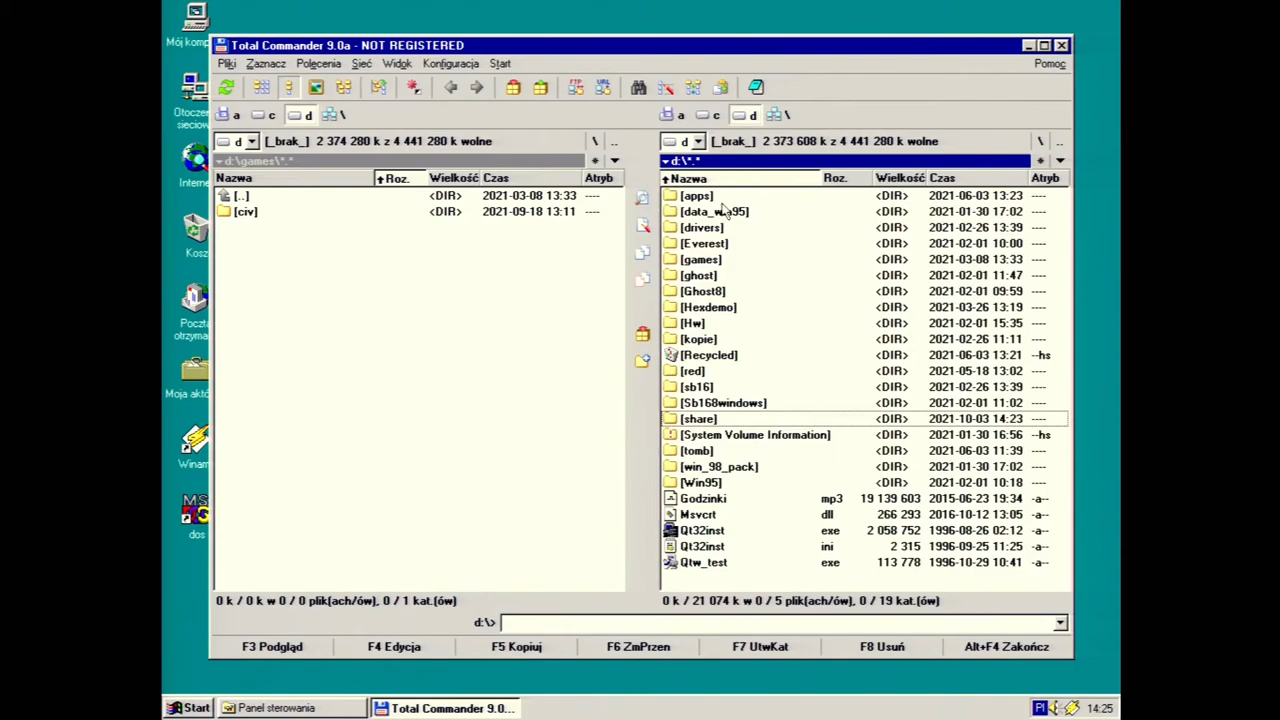 Mój komp
Otoczen
sieciow
Interne
Kosz
Poczta
otrzyma
Moja aktó
Winam
dos
Total Commander 9.0a - NOT REGISTERED
Pliki Zaznacz Polecenia Sieć Widok Konfiguracja Start Pomoc
a c d \ a c d \
d [_brak_] 2 374 280 k z 4 441 280 k wolne \ .. d [_brak_] 2 373 608 k z 4 441 280 k wolne \ ..
d:\games\*.* * d:\*.* *
Nazwa Roz. Wielkość Czas Atryb
[..] <DIR> 2021-03-08 13:33 ----
[civ] <DIR> 2021-09-18 13:11 ----
0 k / 0 k w 0 / 0 plik(ach/ów), 0 / 1 kat.(ów)
Nazwa Roz. Wielkość Czas Atryb
[apps] <DIR> 2021-06-03 13:23 ----
[data_win95] <DIR> 2021-01-30 17:02 ----
[drivers] <DIR> 2021-02-26 13:39 ----
[Everest] <DIR> 2021-02-01 10:00 ----
[games] <DIR> 2021-03-08 13:33 ----
[ghost] <DIR> 2021-02-01 11:47 ----
[Ghost8] <DIR> 2021-02-01 09:59 ----
[Hexdemo] <DIR> 2021-03-26 13:19 ----
[Hw] <DIR> 2021-02-01 15:35 ----
[kopie] <DIR> 2021-02-26 11:11 ----
[Recycled] <DIR> 2021-06-03 13:21 --hs
[red] <DIR> 2021-05-18 13:02 ----
[sb16] <DIR> 2021-02-26 13:39 ----
[Sb168windows] <DIR> 2021-02-01 11:02 ----
[share] <DIR> 2021-10-03 14:23 ----
[System Volume Information] <DIR> 2021-01-30 16:56 --hs
[tomb] <DIR> 2021-06-03 11:39 ----
[win_98_pack] <DIR> 2021-01-30 17:02 ----
[Win95] <DIR> 2021-02-01 10:18 ----
Godzinki mp3 19 139 603 2015-06-23 19:34 -a--
Msvcrt dll 266 293 2016-10-12 13:05 -a--
Qt32inst exe 2 058 752 1996-08-26 02:12 -a--
Qt32inst ini 2 315 1996-09-25 11:25 -a--
Qtw_test exe 113 778 1996-10-29 10:41 -a--
0 k / 21 074 k w 0 / 5 plik(ach/ów), 0 / 19 kat.(ów)
d:\>
F3 Podgląd F4 Edycja F5 Kopiuj F6 ZmPrzen F7 UtwKat F8 Usuń Alt+F4 Zakończ
Start Panel sterowania Total Commander 9.0... Pl 14:25